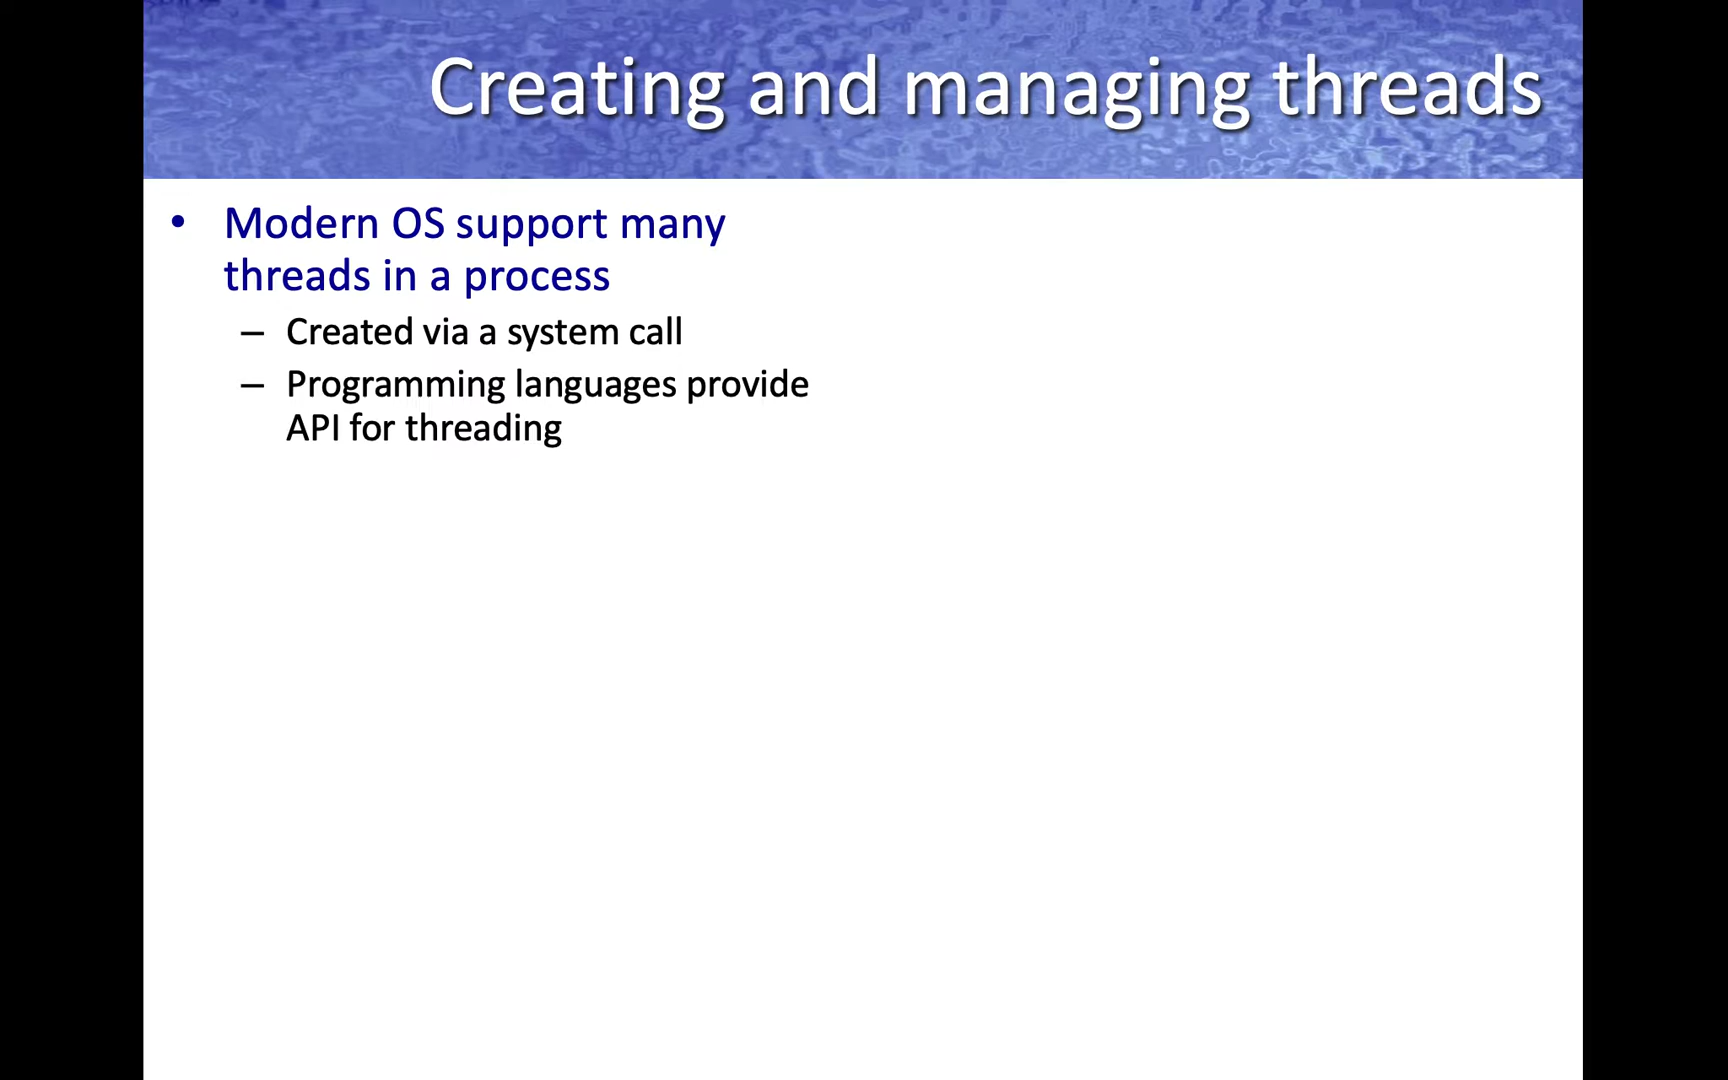 Creating and managing threads
• Modern OS support many
threads in a process
– Created via a system call
– Programming languages provide
API for threading